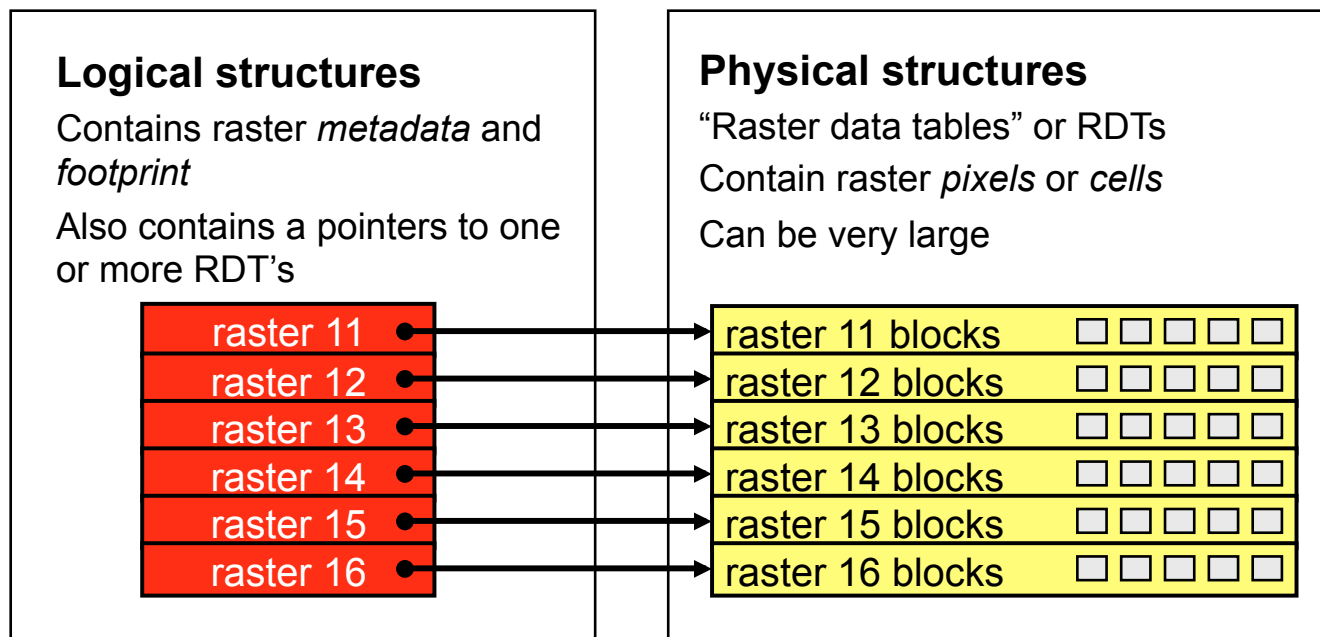 Logical structures
Contains raster metadata and
footprint
Also contains a pointers to one
or more RDT's
raster 11
raster 12
raster 13
raster 14
raster 15
raster 16
Physical structures
“Raster data tables” or RDTs
Contain raster pixels or cells
Can be very large
raster 11 blocks
raster 12 blocks
raster 13 blocks
raster 14 blocks
raster 15 blocks
raster 16 blocks